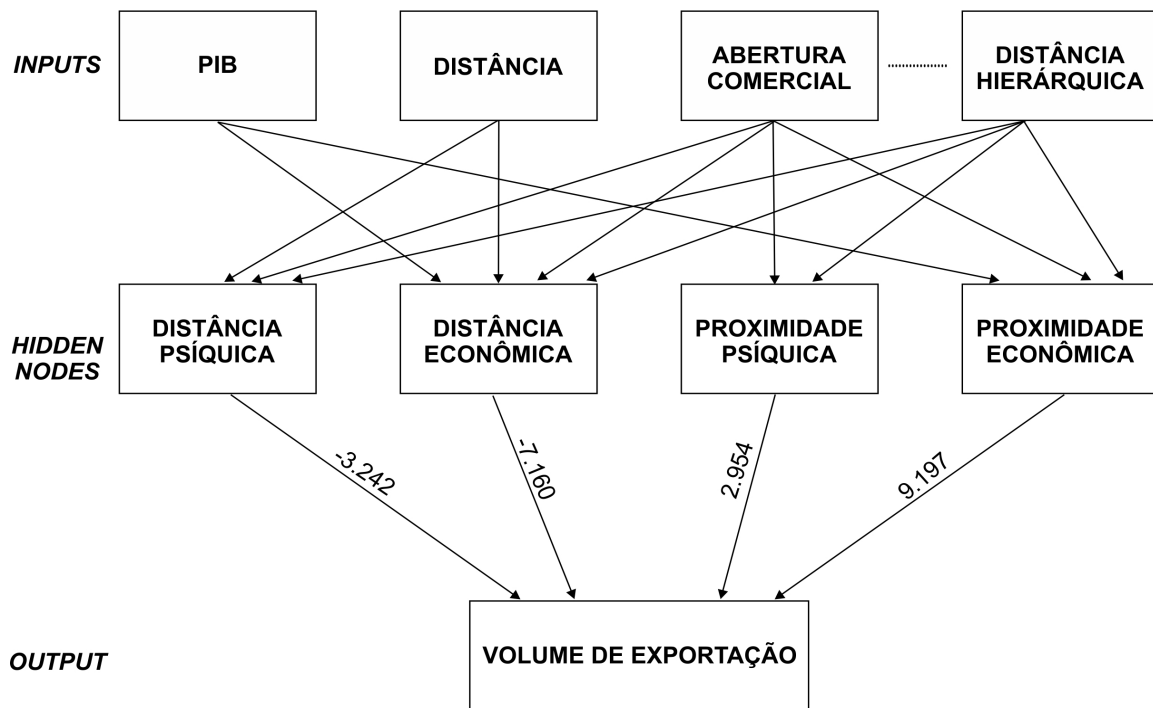 INPUTS
PIB
DISTÂNCIA
ABERTURA
COMERCIAL
DISTÂNCIA
HIERÁRQUICA
HIDDEN
NODES
DISTÂNCIA
PSÍQUICA
DISTÂNCIA
ECONÔMICA
PROXIMIDADE
PSÍQUICA
PROXIMIDADE
ECONÔMICA
-3.242
-7.160
2.954
9.197
OUTPUT
VOLUME DE EXPORTAÇÃO